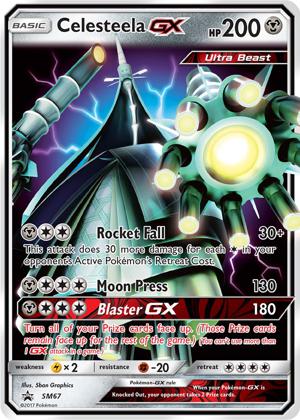 BASIC Celesteela GX HP 200
Ultra Beast
Rocket Fall 30+
This attack does 30 more damage for each in your
opponent's Active Pokémon's Retreat Cost.
Moon Press 130
Blaster GX 180
Turn all of your Prize cards face up. (Those Prize cards
remain face up for the rest of the game.) (You can't use more than
1 GX attack in a game.)
weakness ×2 resistance -20 retreat
Illus. 5ban Graphics
SM67
©2017 Pokémon
Pokémon-GX rule
When your Pokémon-GX is
Knocked Out, your opponent takes 2 Prize cards.